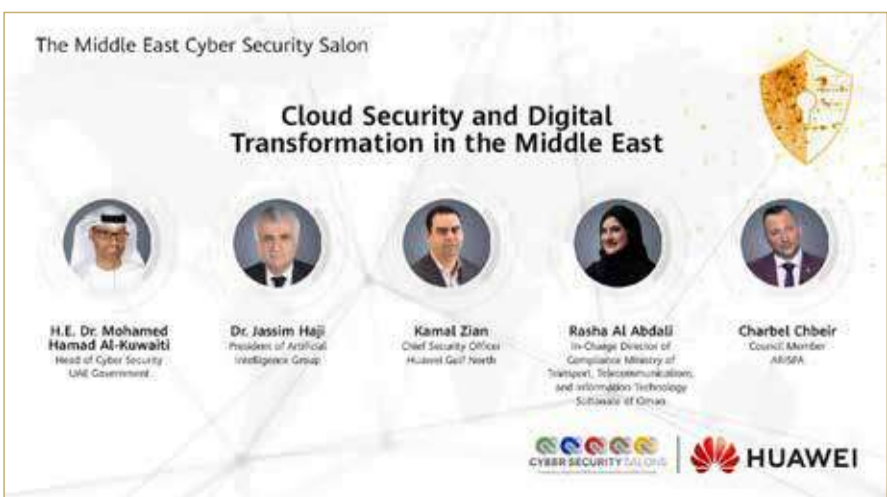 The Middle East Cyber Security Salon
Cloud Security and Digital
Transformation in the Middle East
H.E. Dr. Mohamed
Hamad Al-Kuwaiti
Head of Cyber Security
UAE Government
Dr. Jassim Haji
President of Artificial
Intelligence Group
Kamal Zian
Chief Security Officer
Huawei Gulf North
Rasha Al Abdali
In-Charge Director of
Compliance Ministry of
Transport, Telecommunications,
and Information Technology
Sultanate of Oman
Charbel Chbeir
Council Member
CYBER SECURITY SALONS
HUAWEI